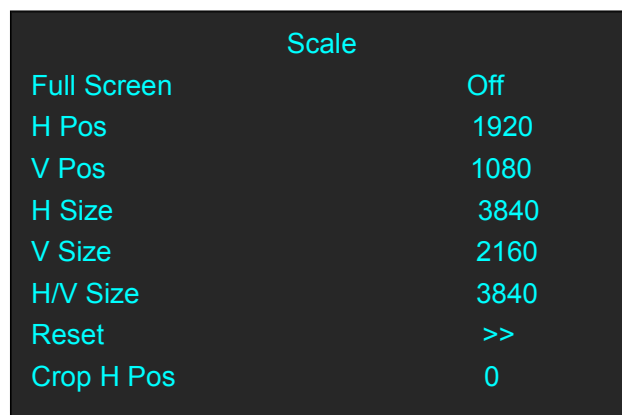 Scale
Full Screen Off
H Pos 1920
V Pos 1080
H Size 3840
V Size 2160
H/V Size 3840
Reset >>
Crop H Pos 0